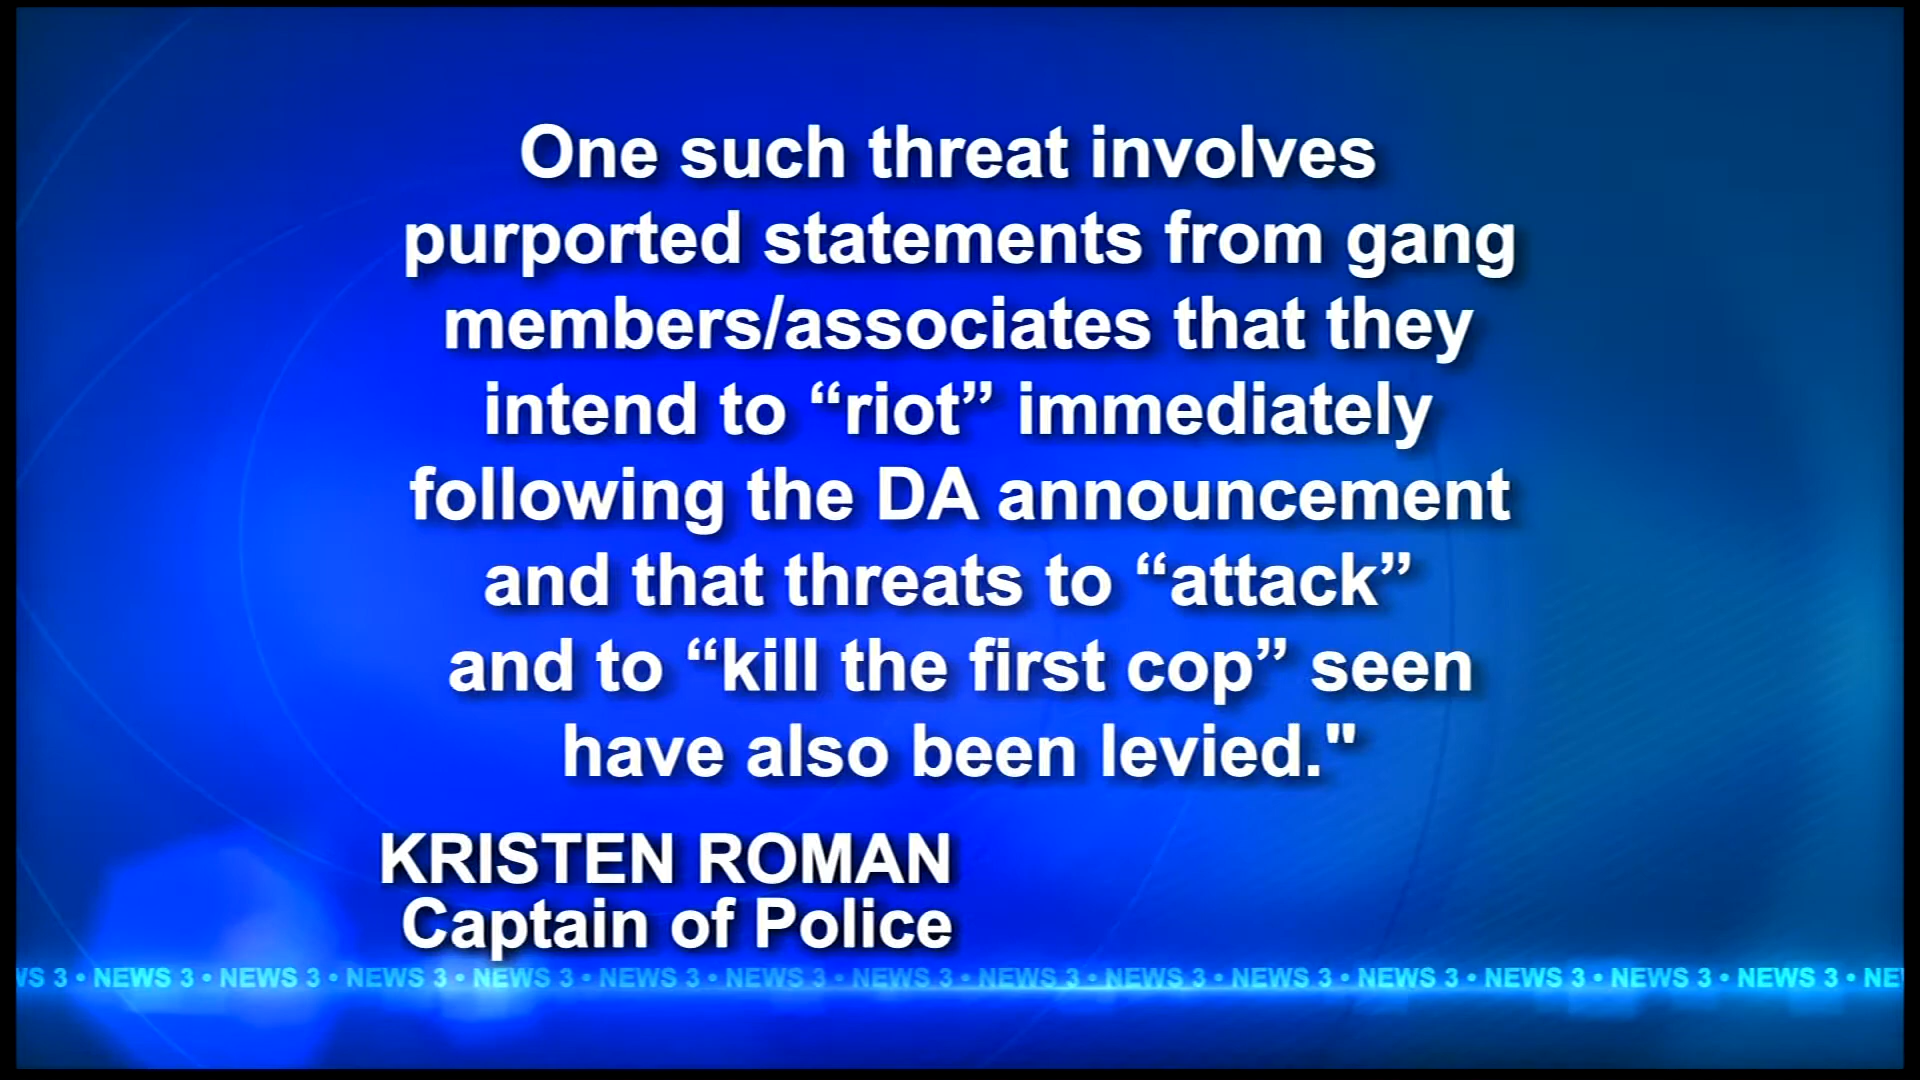 One such threat involves
purported statements from gang
members/associates that they
intend to “riot” immediately
following the DA announcement
and that threats to “attack”
and to “kill the first cop” seen
have also been levied."
KRISTEN ROMAN
Captain of Police
WS 3 • NEWS 3 • NEWS 3 • NEWS 3 • NEWS 3 • NEWS 3 • NEWS 3 • NEWS 3 • NEWS 3 • NEWS 3 • NEWS 3 • NEWS 3 • NEWS 3 • NEWS 3 • NEWS 3 • NE